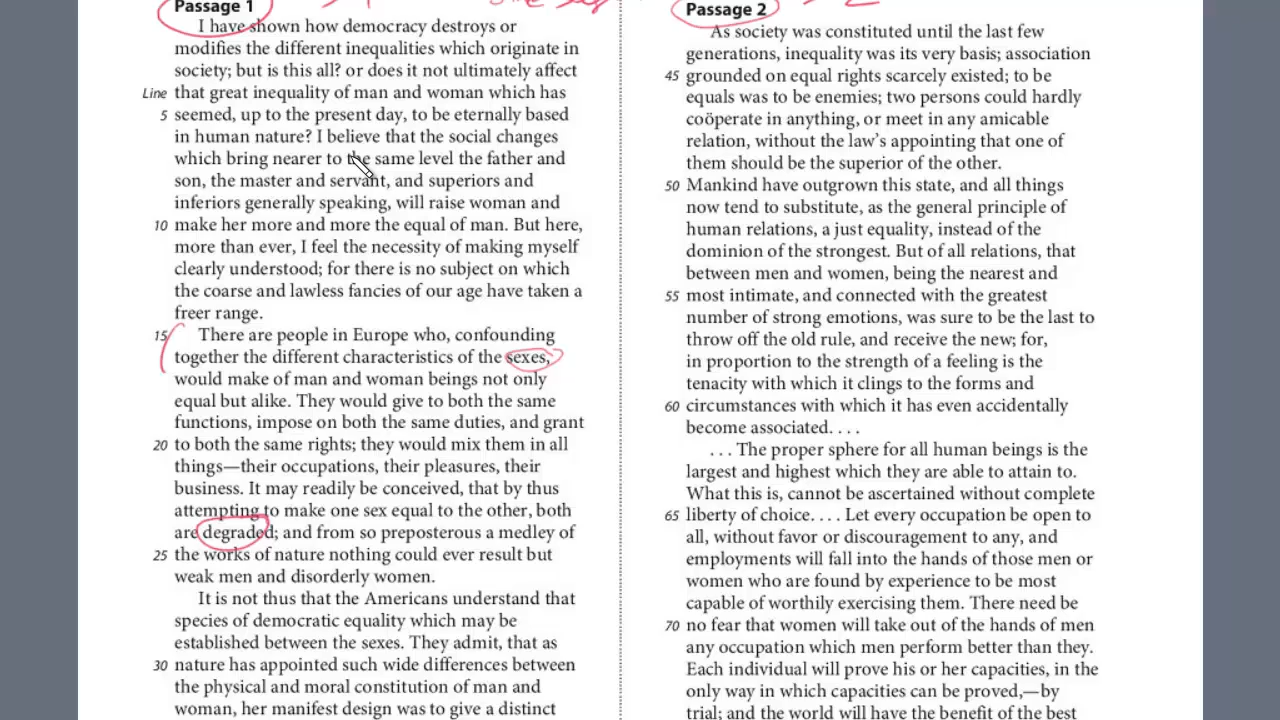 Passage 1
I have shown how democracy destroys or
modifies the different inequalities which originate in
society; but is this all? or does it not ultimately affect
Line that great inequality of man and woman which has
5 seemed, up to the present day, to be eternally based
in human nature? I believe that the social changes
which bring nearer to the same level the father and
son, the master and servant, and superiors and
inferiors generally speaking, will raise woman and
10 make her more and more the equal of man. But here,
more than ever, I feel the necessity of making myself
clearly understood; for there is no subject on which
the coarse and lawless fancies of our age have taken a
freer range.
15 There are people in Europe who, confounding
together the different characteristics of the sexes,
would make of man and woman beings not only
equal but alike. They would give to both the same
functions, impose on both the same duties, and grant
20 to both the same rights; they would mix them in all
things—their occupations, their pleasures, their
business. It may readily be conceived, that by thus
attempting to make one sex equal to the other, both
are degraded; and from so preposterous a medley of
25 the works of nature nothing could ever result but
weak men and disorderly women.
It is not thus that the Americans understand that
species of democratic equality which may be
established between the sexes. They admit, that as
30 nature has appointed such wide differences between
the physical and moral constitution of man and
woman, her manifest design was to give a distinct
Passage 2
As society was constituted until the last few
generations, inequality was its very basis; association
45 grounded on equal rights scarcely existed; to be
equals was to be enemies; two persons could hardly
coöperate in anything, or meet in any amicable
relation, without the law's appointing that one of
them should be the superior of the other.
50 Mankind have outgrown this state, and all things
now tend to substitute, as the general principle of
human relations, a just equality, instead of the
dominion of the strongest. But of all relations, that
between men and women, being the nearest and
55 most intimate, and connected with the greatest
number of strong emotions, was sure to be the last to
throw off the old rule, and receive the new; for,
in proportion to the strength of a feeling is the
tenacity with which it clings to the forms and
60 circumstances with which it has even accidentally
become associated. . . .
. . . The proper sphere for all human beings is the
largest and highest which they are able to attain to.
What this is, cannot be ascertained without complete
65 liberty of choice. . . . Let every occupation be open to
all, without favor or discouragement to any, and
employments will fall into the hands of those men or
women who are found by experience to be most
capable of worthily exercising them. There need be
70 no fear that women will take out of the hands of men
any occupation which men perform better than they.
Each individual will prove his or her capacities, in the
only way in which capacities can be proved,—by
trial; and the world will have the benefit of the best